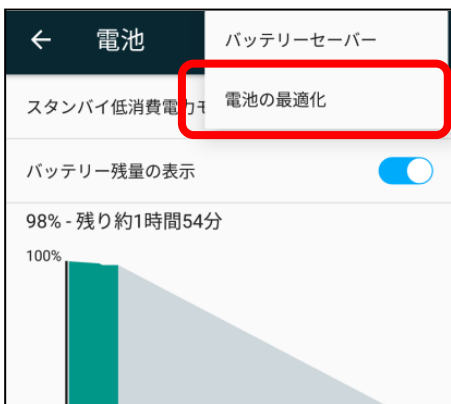 電池
バッテリーセーバー
電池の最適化
スタンバイ低消費電力モ
バッテリー残量の表示
98% - 残り約1時間54分
100%